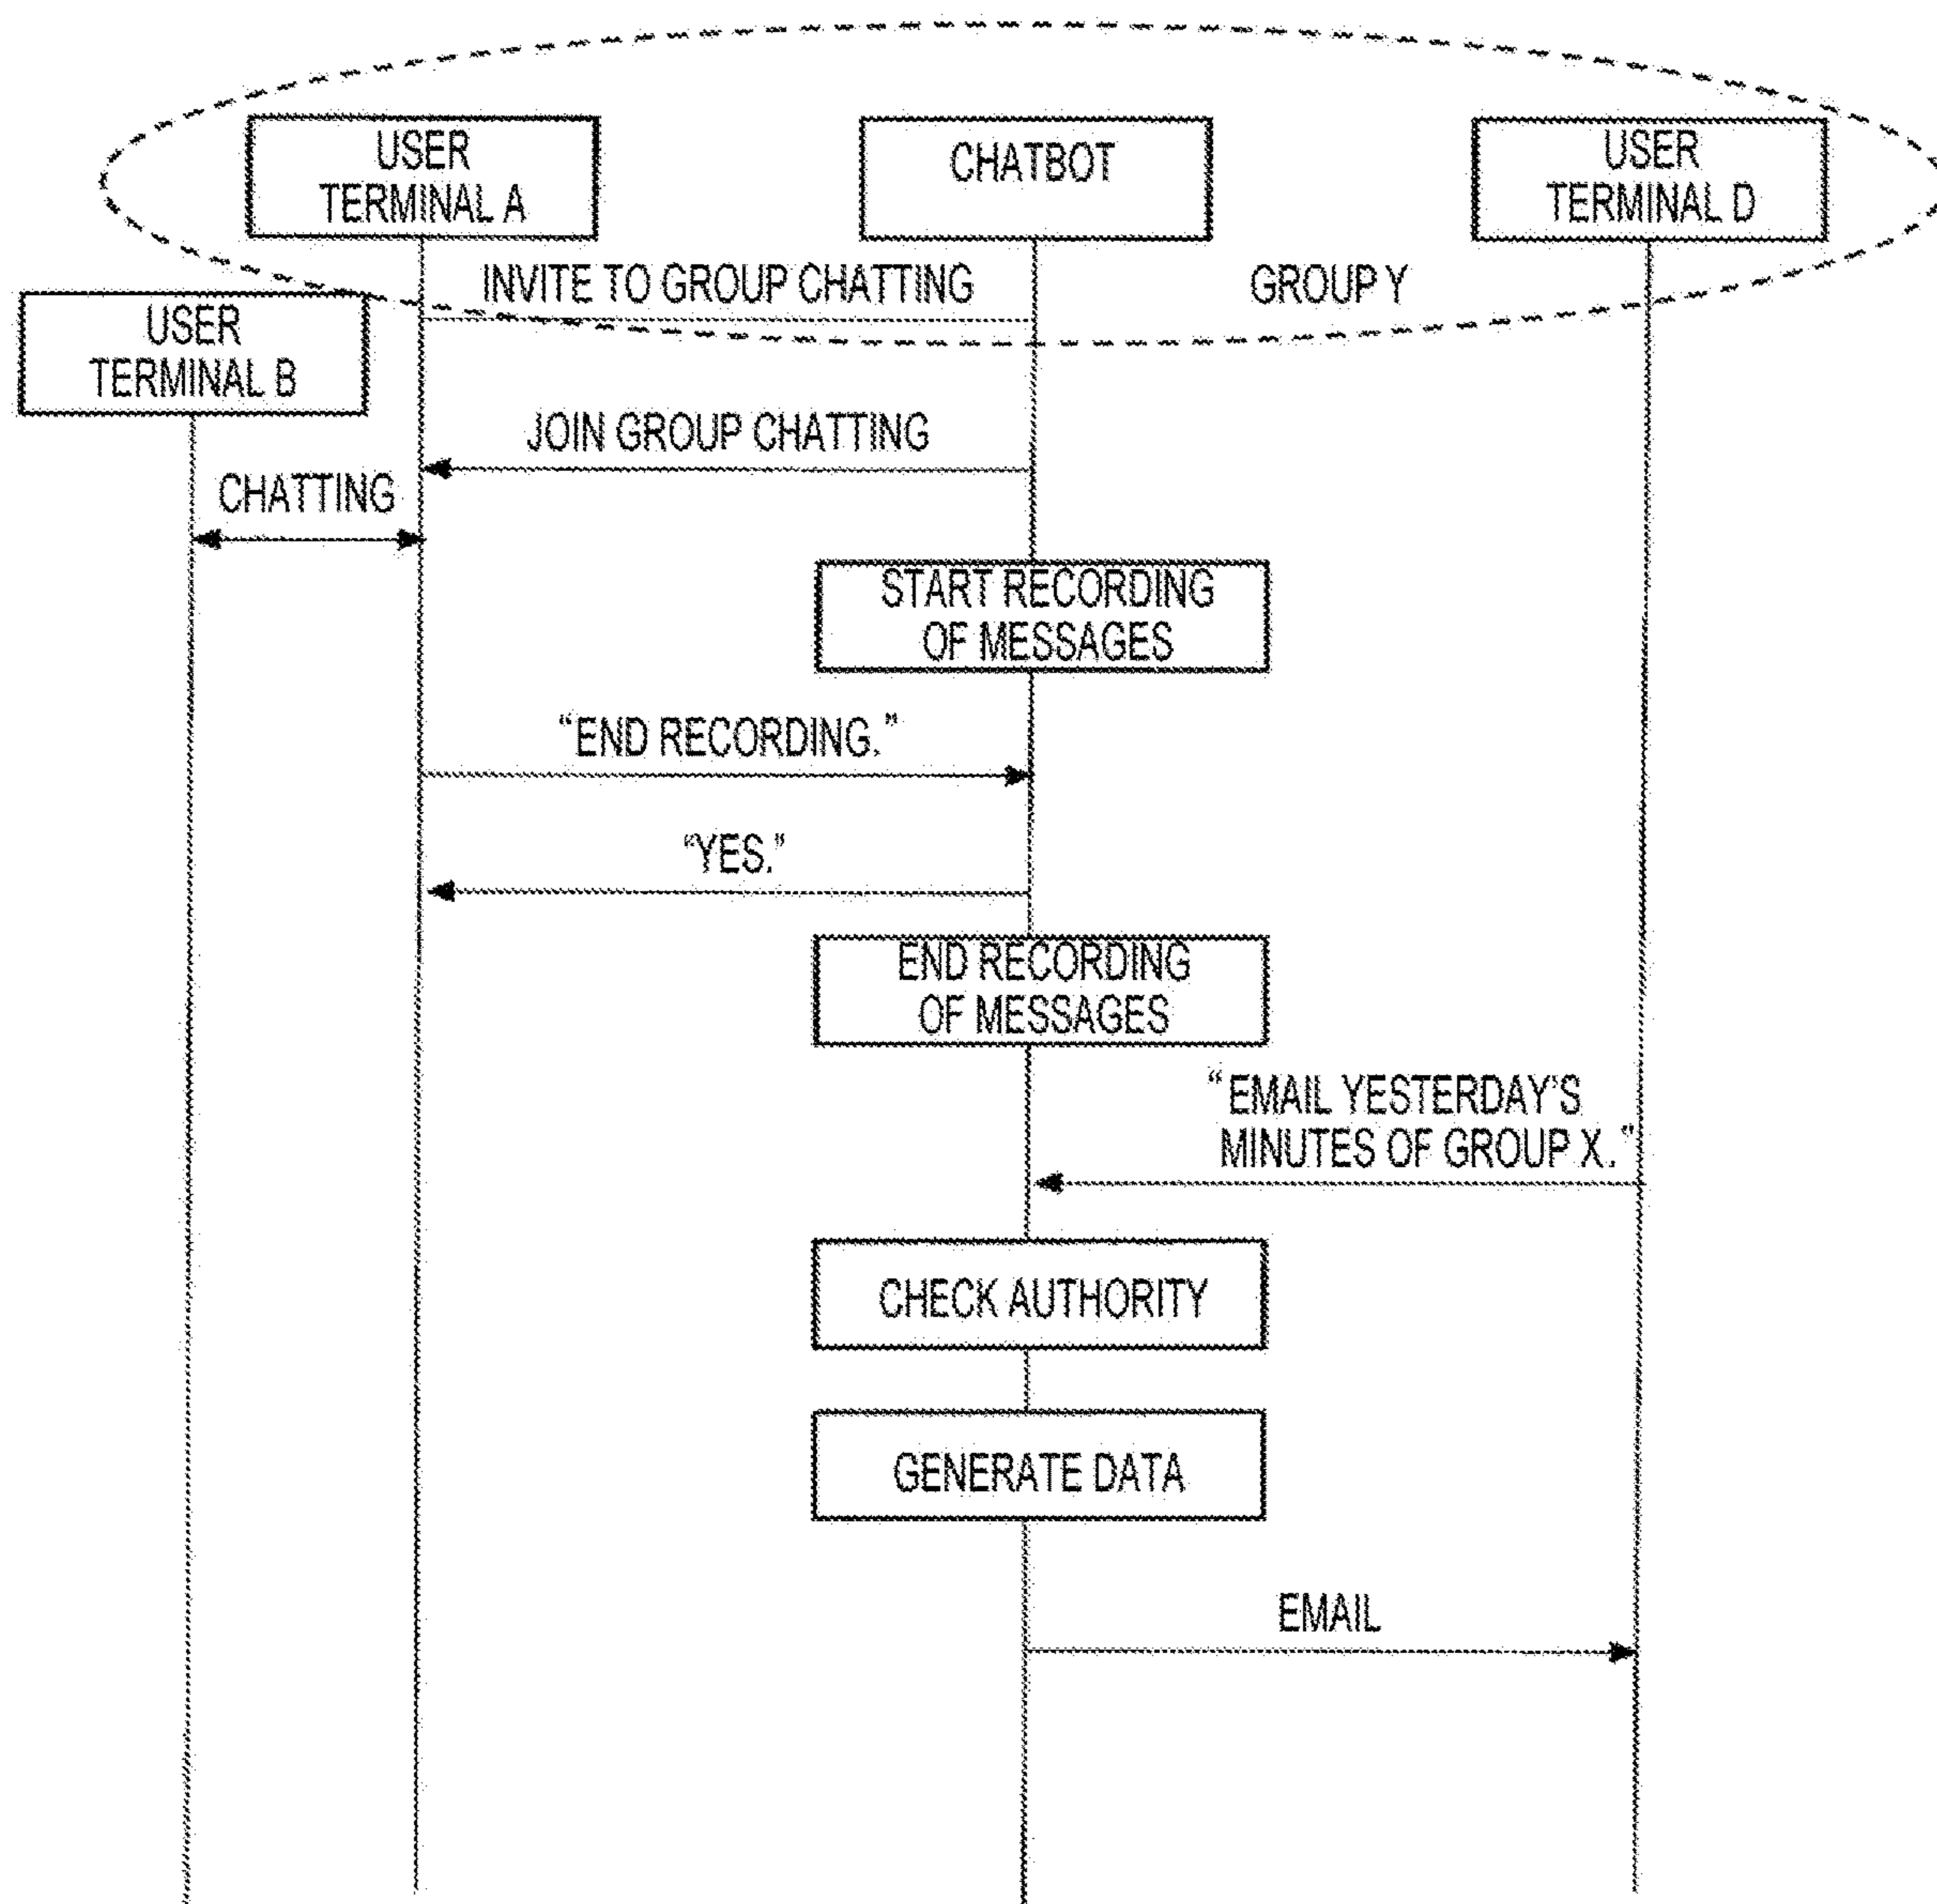 USER
TERMINAL A
CHATBOT
USER
TERMINAL D
INVITE TO GROUP CHATTING
GROUP Y
USER
TERMINAL B
JOIN GROUP CHATTING
CHATTING
START RECORDING
OF MESSAGES
“END RECORDING.”
“YES.”
END RECORDING
OF MESSAGES
“EMAIL YESTERDAY'S
MINUTES OF GROUP X.”
CHECK AUTHORITY
GENERATE DATA
EMAIL